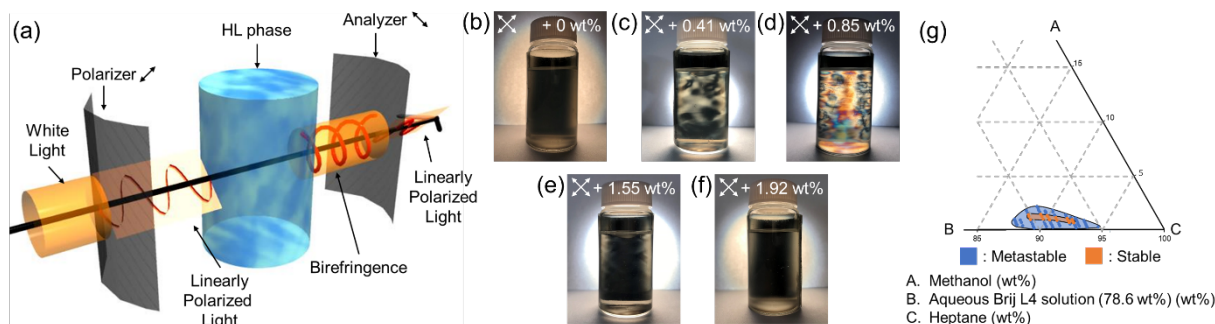 (a)
Polarizer
HL phase
Analyzer
White
Light
Linearly
Polarized
Light
Birefringence
Linearly
Polarized
Light
(b)
+ 0 wt%
(c)
+ 0.41 wt%
(d)
+ 0.85 wt%
(e)
+ 1.55 wt%
(f)
+ 1.92 wt%
(g)
A
15
10
5
B
C
85
90
95
100
: Metastable
: Stable
A. Methanol (wt%)
B. Aqueous Brij L4 solution (78.6 wt%) (wt%)
C. Heptane (wt%)